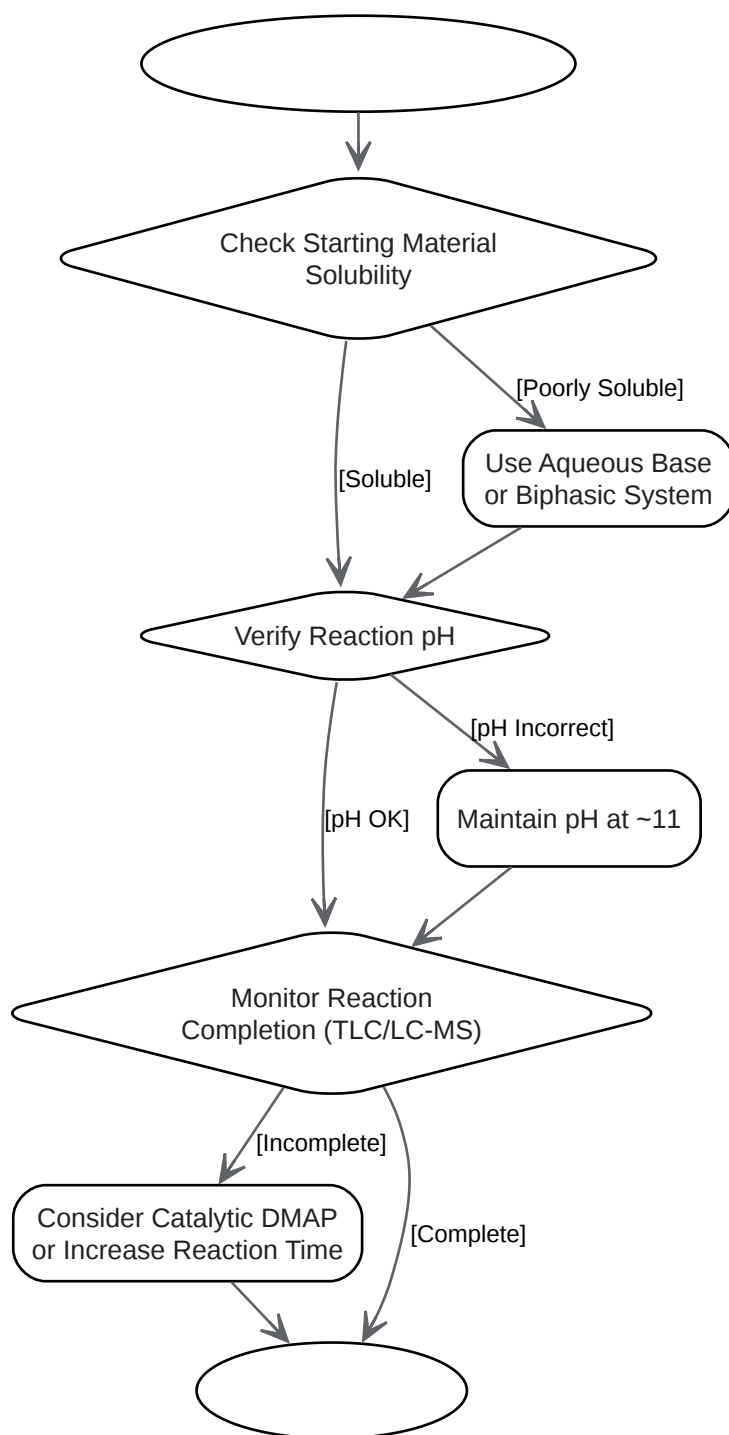 Check Starting Material
Solubility
[Poorly Soluble]
Use Aqueous Base
or Biphasic System
[Soluble]
Verify Reaction pH
[pH Incorrect]
[pH OK]
Maintain pH at ~11
Monitor Reaction
Completion (TLC/LC-MS)
[Incomplete]
Consider Catalytic DMAP
or Increase Reaction Time
[Complete]